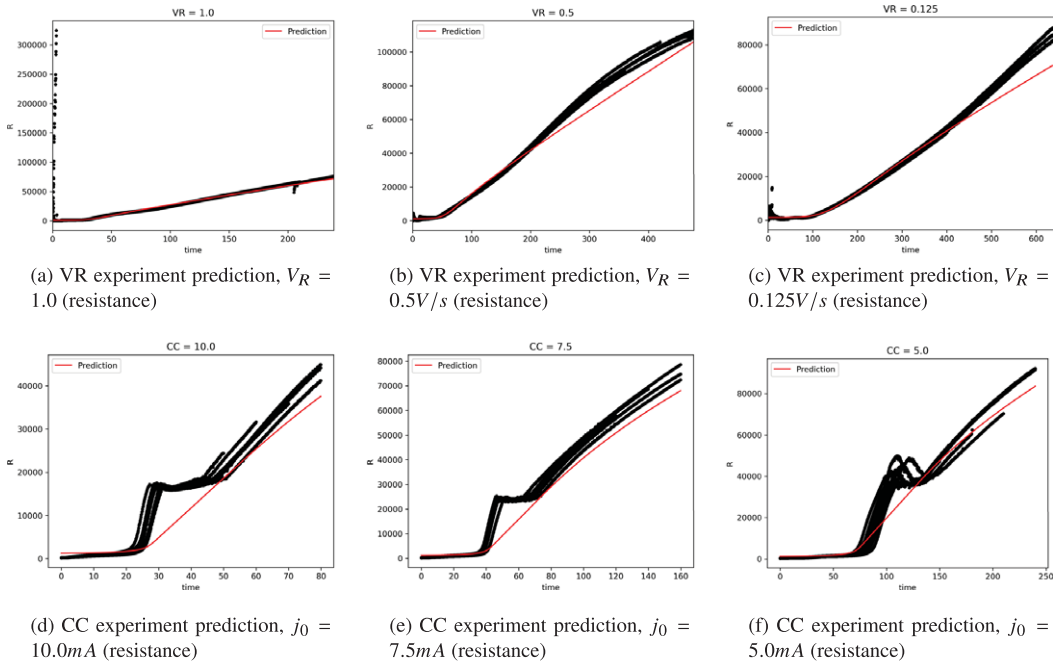 VR = 1.0
Prediction
300000
250000
200000
150000
100000
50000
0
R
0 50 100 150 200
time
(a) VR experiment prediction, V_R =
1.0 (resistance)
VR = 0.5
Prediction
100000
80000
60000
40000
20000
0
R
0 100 200 300 400
time
(b) VR experiment prediction, V_R =
0.5V/s (resistance)
VR = 0.125
Prediction
80000
60000
40000
20000
0
R
0 100 200 300 400 500 600
time
(c) VR experiment prediction, V_R =
0.125V/s (resistance)
CC = 10.0
Prediction
40000
30000
20000
10000
0
R
0 10 20 30 40 50 60 70 80
time
(d) CC experiment prediction, j_0 =
10.0mA (resistance)
CC = 7.5
Prediction
80000
70000
60000
50000
40000
30000
20000
10000
0
R
0 20 40 60 80 100 120 140 160
time
(e) CC experiment prediction, j_0 =
7.5mA (resistance)
CC = 5.0
Prediction
80000
60000
40000
20000
0
R
0 50 100 150 200 250
time
(f) CC experiment prediction, j_0 =
5.0mA (resistance)